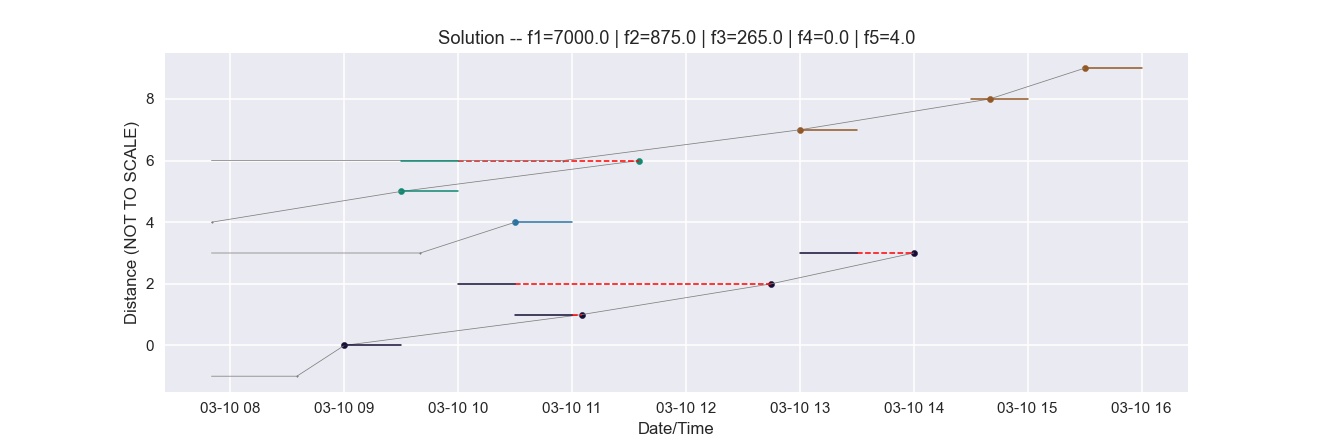 Solution -- f1=7000.0 | f2=875.0 | f3=265.0 | f4=0.0 | f5=4.0
Distance (NOT TO SCALE)
8
6
4
2
0
03-10 08 03-10 09 03-10 10 03-10 11 03-10 12 03-10 13 03-10 14 03-10 15 03-10 16
Date/Time